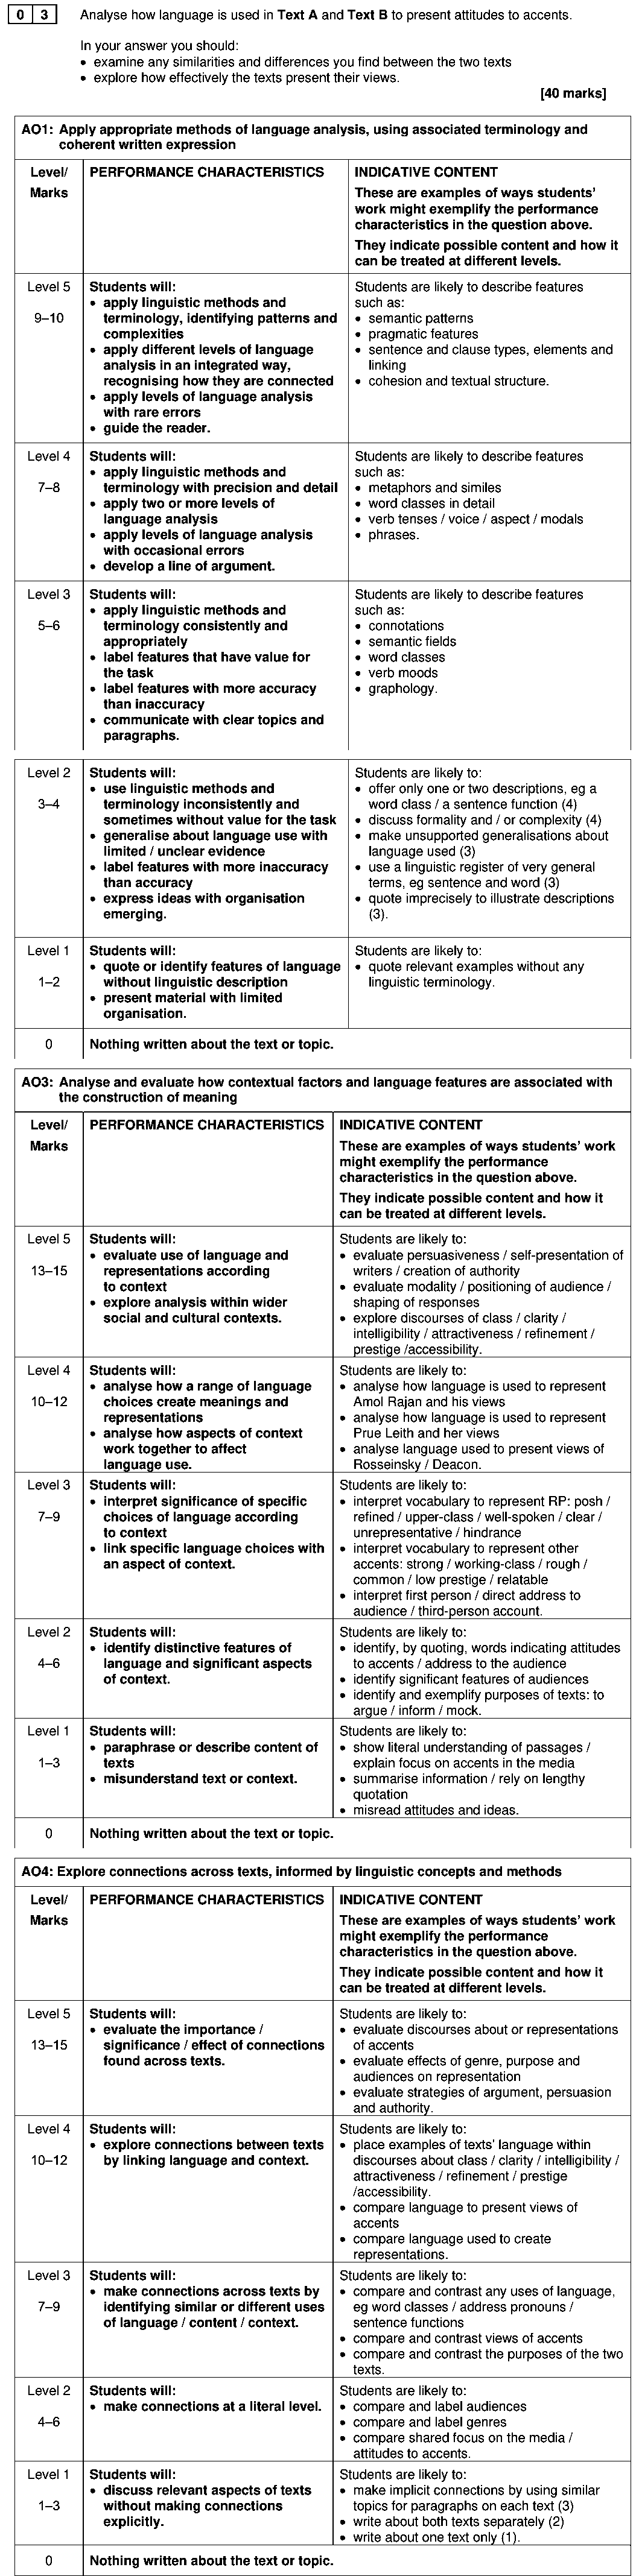 0 3 Analyse how language is used in Text A and Text B to present attitudes to accents.
In your answer you should:
• examine any similarities and differences you find between the two texts
• explore how effectively the texts present their views.
[40 marks]
AO1: Apply appropriate methods of language analysis, using associated terminology and
coherent written expression
Level/
Marks
PERFORMANCE CHARACTERISTICS
INDICATIVE CONTENT
These are examples of ways students'
work might exemplify the performance
characteristics in the question above.
They indicate possible content and how it
can be treated at different levels.
Level 5
9–10
Students will:
• apply linguistic methods and
terminology, identifying patterns and
complexities
• apply different levels of language
analysis in an integrated way,
recognising how they are connected
• apply levels of language analysis
with rare errors
• guide the reader.
Students are likely to describe features
such as:
• semantic patterns
• pragmatic features
• sentence and clause types, elements and
linking
• cohesion and textual structure.
Level 4
7–8
Students will:
• apply linguistic methods and
terminology with precision and detail
• apply two or more levels of
language analysis
• apply levels of language analysis
with occasional errors
• develop a line of argument.
Students are likely to describe features
such as:
• metaphors and similes
• word classes in detail
• verb tenses / voice / aspect / modals
• phrases.
Level 3
5–6
Students will:
• apply linguistic methods and
terminology consistently and
appropriately
• label features that have value for
the task
• label features with more accuracy
than inaccuracy
• communicate with clear topics and
paragraphs.
Students are likely to describe features
such as:
• connotations
• semantic fields
• word classes
• verb moods
• graphology.
Level 2
3–4
Students will:
• use linguistic methods and
terminology inconsistently and
sometimes without value for the task
• generalise about language use with
limited / unclear evidence
• label features with more inaccuracy
than accuracy
• express ideas with organisation
emerging.
Students are likely to:
• offer only one or two descriptions, eg a
word class / a sentence function (4)
• discuss formality and / or complexity (4)
• make unsupported generalisations about
language used (3)
• use a linguistic register of very general
terms, eg sentence and word (3)
• quote imprecisely to illustrate descriptions
(3).
Level 1
1–2
Students will:
• quote or identify features of language
without linguistic description
• present material with limited
organisation.
Students are likely to:
• quote relevant examples without any
linguistic terminology.
0
Nothing written about the text or topic.
AO3: Analyse and evaluate how contextual factors and language features are associated with
the construction of meaning
Level/
Marks
PERFORMANCE CHARACTERISTICS
INDICATIVE CONTENT
These are examples of ways students' work
might exemplify the performance
characteristics in the question above.
They indicate possible content and how it
can be treated at different levels.
Level 5
13–15
Students will:
• evaluate use of language and
representations according
to context
• explore analysis within wider
social and cultural contexts.
Students are likely to:
• evaluate persuasiveness / self-presentation of
writers / creation of authority
• evaluate modality / positioning of audience /
shaping of responses
• explore discourses of class / clarity /
intelligibility / attractiveness / refinement /
prestige /accessibility.
Level 4
10–12
Students will:
• analyse how a range of language
choices create meanings and
representations
• analyse how aspects of context
work together to affect
language use.
Students are likely to:
• analyse how language is used to represent
Amol Rajan and his views
• analyse how language is used to represent
Prue Leith and her views
• analyse language used to present views of
Rosseinsky / Deacon.
Level 3
7–9
Students will:
• interpret significance of specific
choices of language according
to context
• link specific language choices with
an aspect of context.
Students are likely to:
• interpret vocabulary to represent RP: posh /
refined / upper-class / well-spoken / clear /
unrepresentative / hindrance
• interpret vocabulary to represent other
accents: strong / working-class / rough /
common / low prestige / relatable
• interpret first person / direct address to
audience / third-person account.
Level 2
4–6
Students will:
• identify distinctive features of
language and significant aspects
of context.
Students are likely to:
• identify, by quoting, words indicating attitudes
to accents / address to the audience
• identify significant features of audiences
• identify and exemplify purposes of texts: to
argue / inform / mock.
Level 1
1–3
Students will:
• paraphrase or describe content of
texts
• misunderstand text or context.
Students are likely to:
• show literal understanding of passages /
explain focus on accents in the media
• summarise information / rely on lengthy
quotation
• misread attitudes and ideas.
0
Nothing written about the text or topic.
AO4: Explore connections across texts, informed by linguistic concepts and methods
Level/
Marks
PERFORMANCE CHARACTERISTICS
INDICATIVE CONTENT
These are examples of ways students' work
might exemplify the performance
characteristics in the question above.
They indicate possible content and how it
can be treated at different levels.
Level 5
13–15
Students will:
• evaluate the importance /
significance / effect of connections
found across texts.
Students are likely to:
• evaluate discourses about or representations
of accents
• evaluate effects of genre, purpose and
audiences on representation
• evaluate strategies of argument, persuasion
and authority.
Level 4
10–12
Students will:
• explore connections between texts
by linking language and context.
Students are likely to:
• place examples of texts' language within
discourses about class / clarity / intelligibility /
attractiveness / refinement / prestige
/accessibility.
• compare language to present views of
accents
• compare language used to create
representations.
Level 3
7–9
Students will:
• make connections across texts by
identifying similar or different uses
of language / content / context.
Students are likely to:
• compare and contrast any uses of language,
eg word classes / address pronouns /
sentence functions
• compare and contrast views of accents
• compare and contrast the purposes of the two
texts.
Level 2
4–6
Students will:
• make connections at a literal level.
Students are likely to:
• compare and label audiences
• compare and label genres
• compare shared focus on the media /
attitudes to accents.
Level 1
1–3
Students will:
• discuss relevant aspects of texts
without making connections
explicitly.
Students are likely to:
• make implicit connections by using similar
topics for paragraphs on each text (3)
• write about both texts separately (2)
• write about one text only (1).
0
Nothing written about the text or topic.